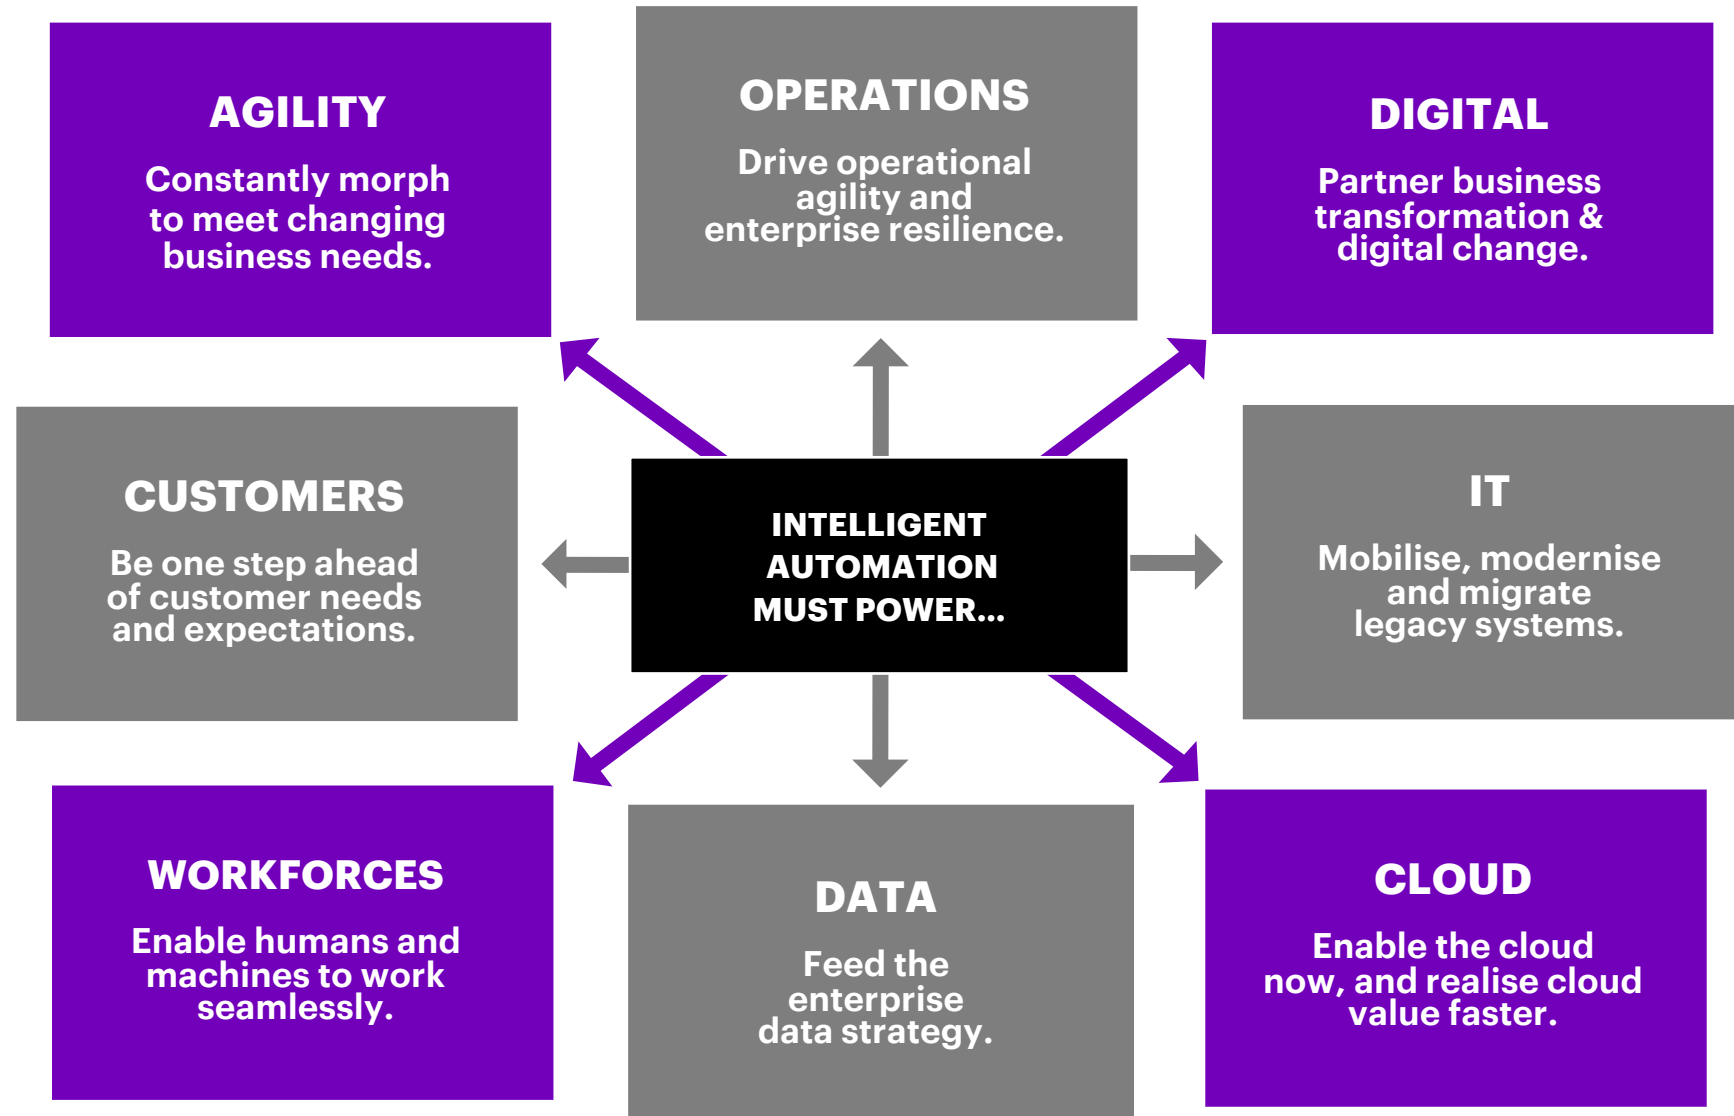 AGILITY
Constantly morph
to meet changing
business needs.
OPERATIONS
Drive operational
agility and
enterprise resilience.
DIGITAL
Partner business
transformation &
digital change.
CUSTOMERS
Be one step ahead
of customer needs
and expectations.
INTELLIGENT
AUTOMATION
MUST POWER...
IT
Mobilise, modernise
and migrate
legacy systems.
WORKFORCES
Enable humans and
machines to work
seamlessly.
DATA
Feed the
enterprise
data strategy.
CLOUD
Enable the cloud
now, and realise cloud
value faster.